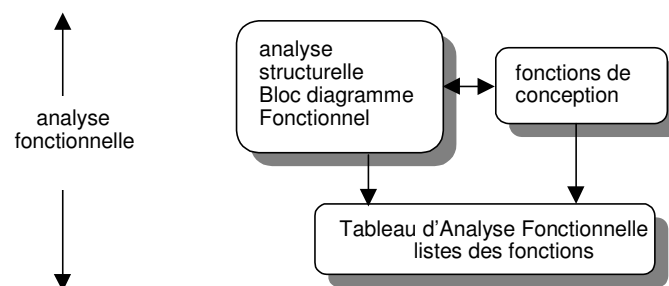 analyse
fonctionnelle
analyse
structurelle
Bloc diagramme
Fonctionnel
fonctions de
conception
Tableau d'Analyse Fonctionnelle
listes des fonctions